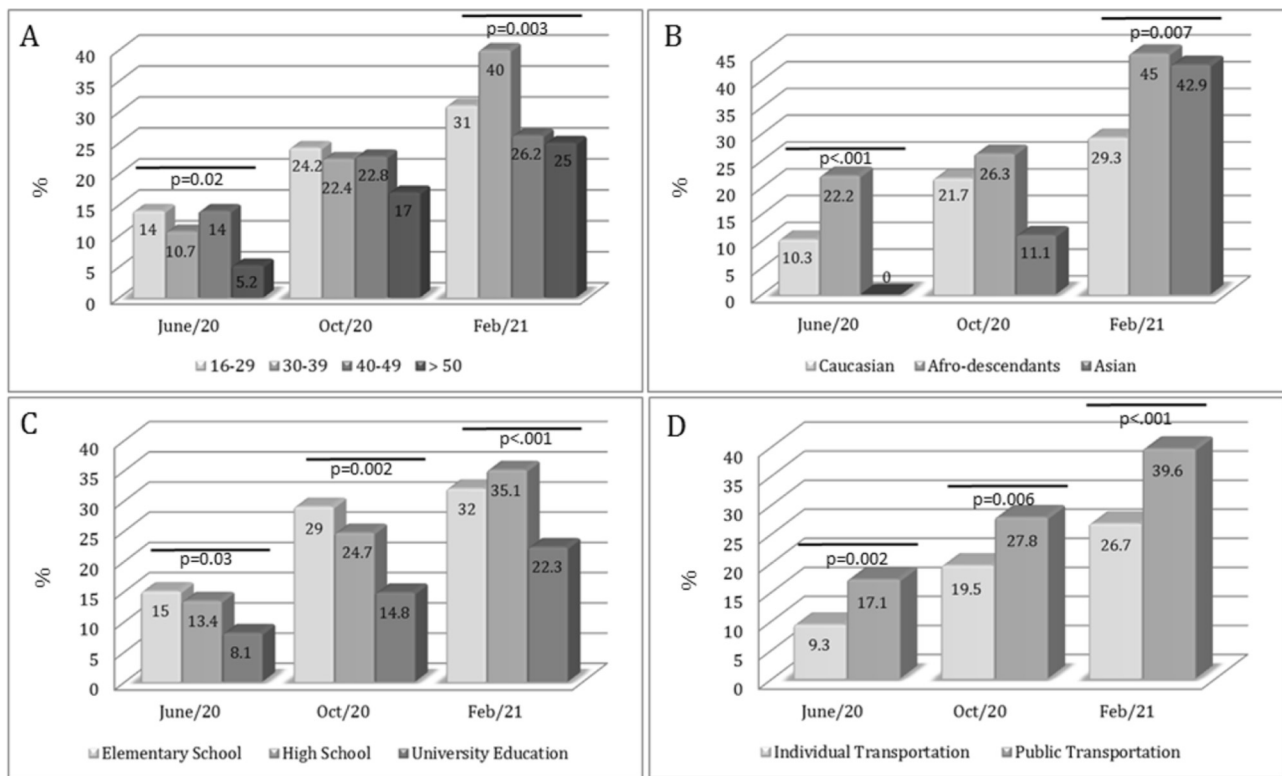 A
p=0.003
p=0.02
%
40
35
30
25
20
15
10
5
0
14
10.7
14
5.2
24.2
22.4
22.8
17
31
40
26.2
25
June/20
Oct/20
Feb/21
16-29 30-39 40-49 > 50
B
p=0.007
p<.001
%
45
40
35
30
25
20
15
10
5
0
10.3
22.2
0
21.7
26.3
11.1
29.3
45
42.9
June/20
Oct/20
Feb/21
Caucasian Afro-descendants Asian
C
p<.001
p=0.002
p=0.03
%
40
35
30
25
20
15
10
5
0
15
13.4
8.1
29
24.7
14.8
32
35.1
22.3
June/20
Oct/20
Feb/21
Elementary School High School University Education
D
p<.001
p=0.006
p=0.002
%
40
35
30
25
20
15
10
5
0
9.3
17.1
19.5
27.8
26.7
39.6
June/20
Oct/20
Feb/21
Individual Transportation Public Transportation